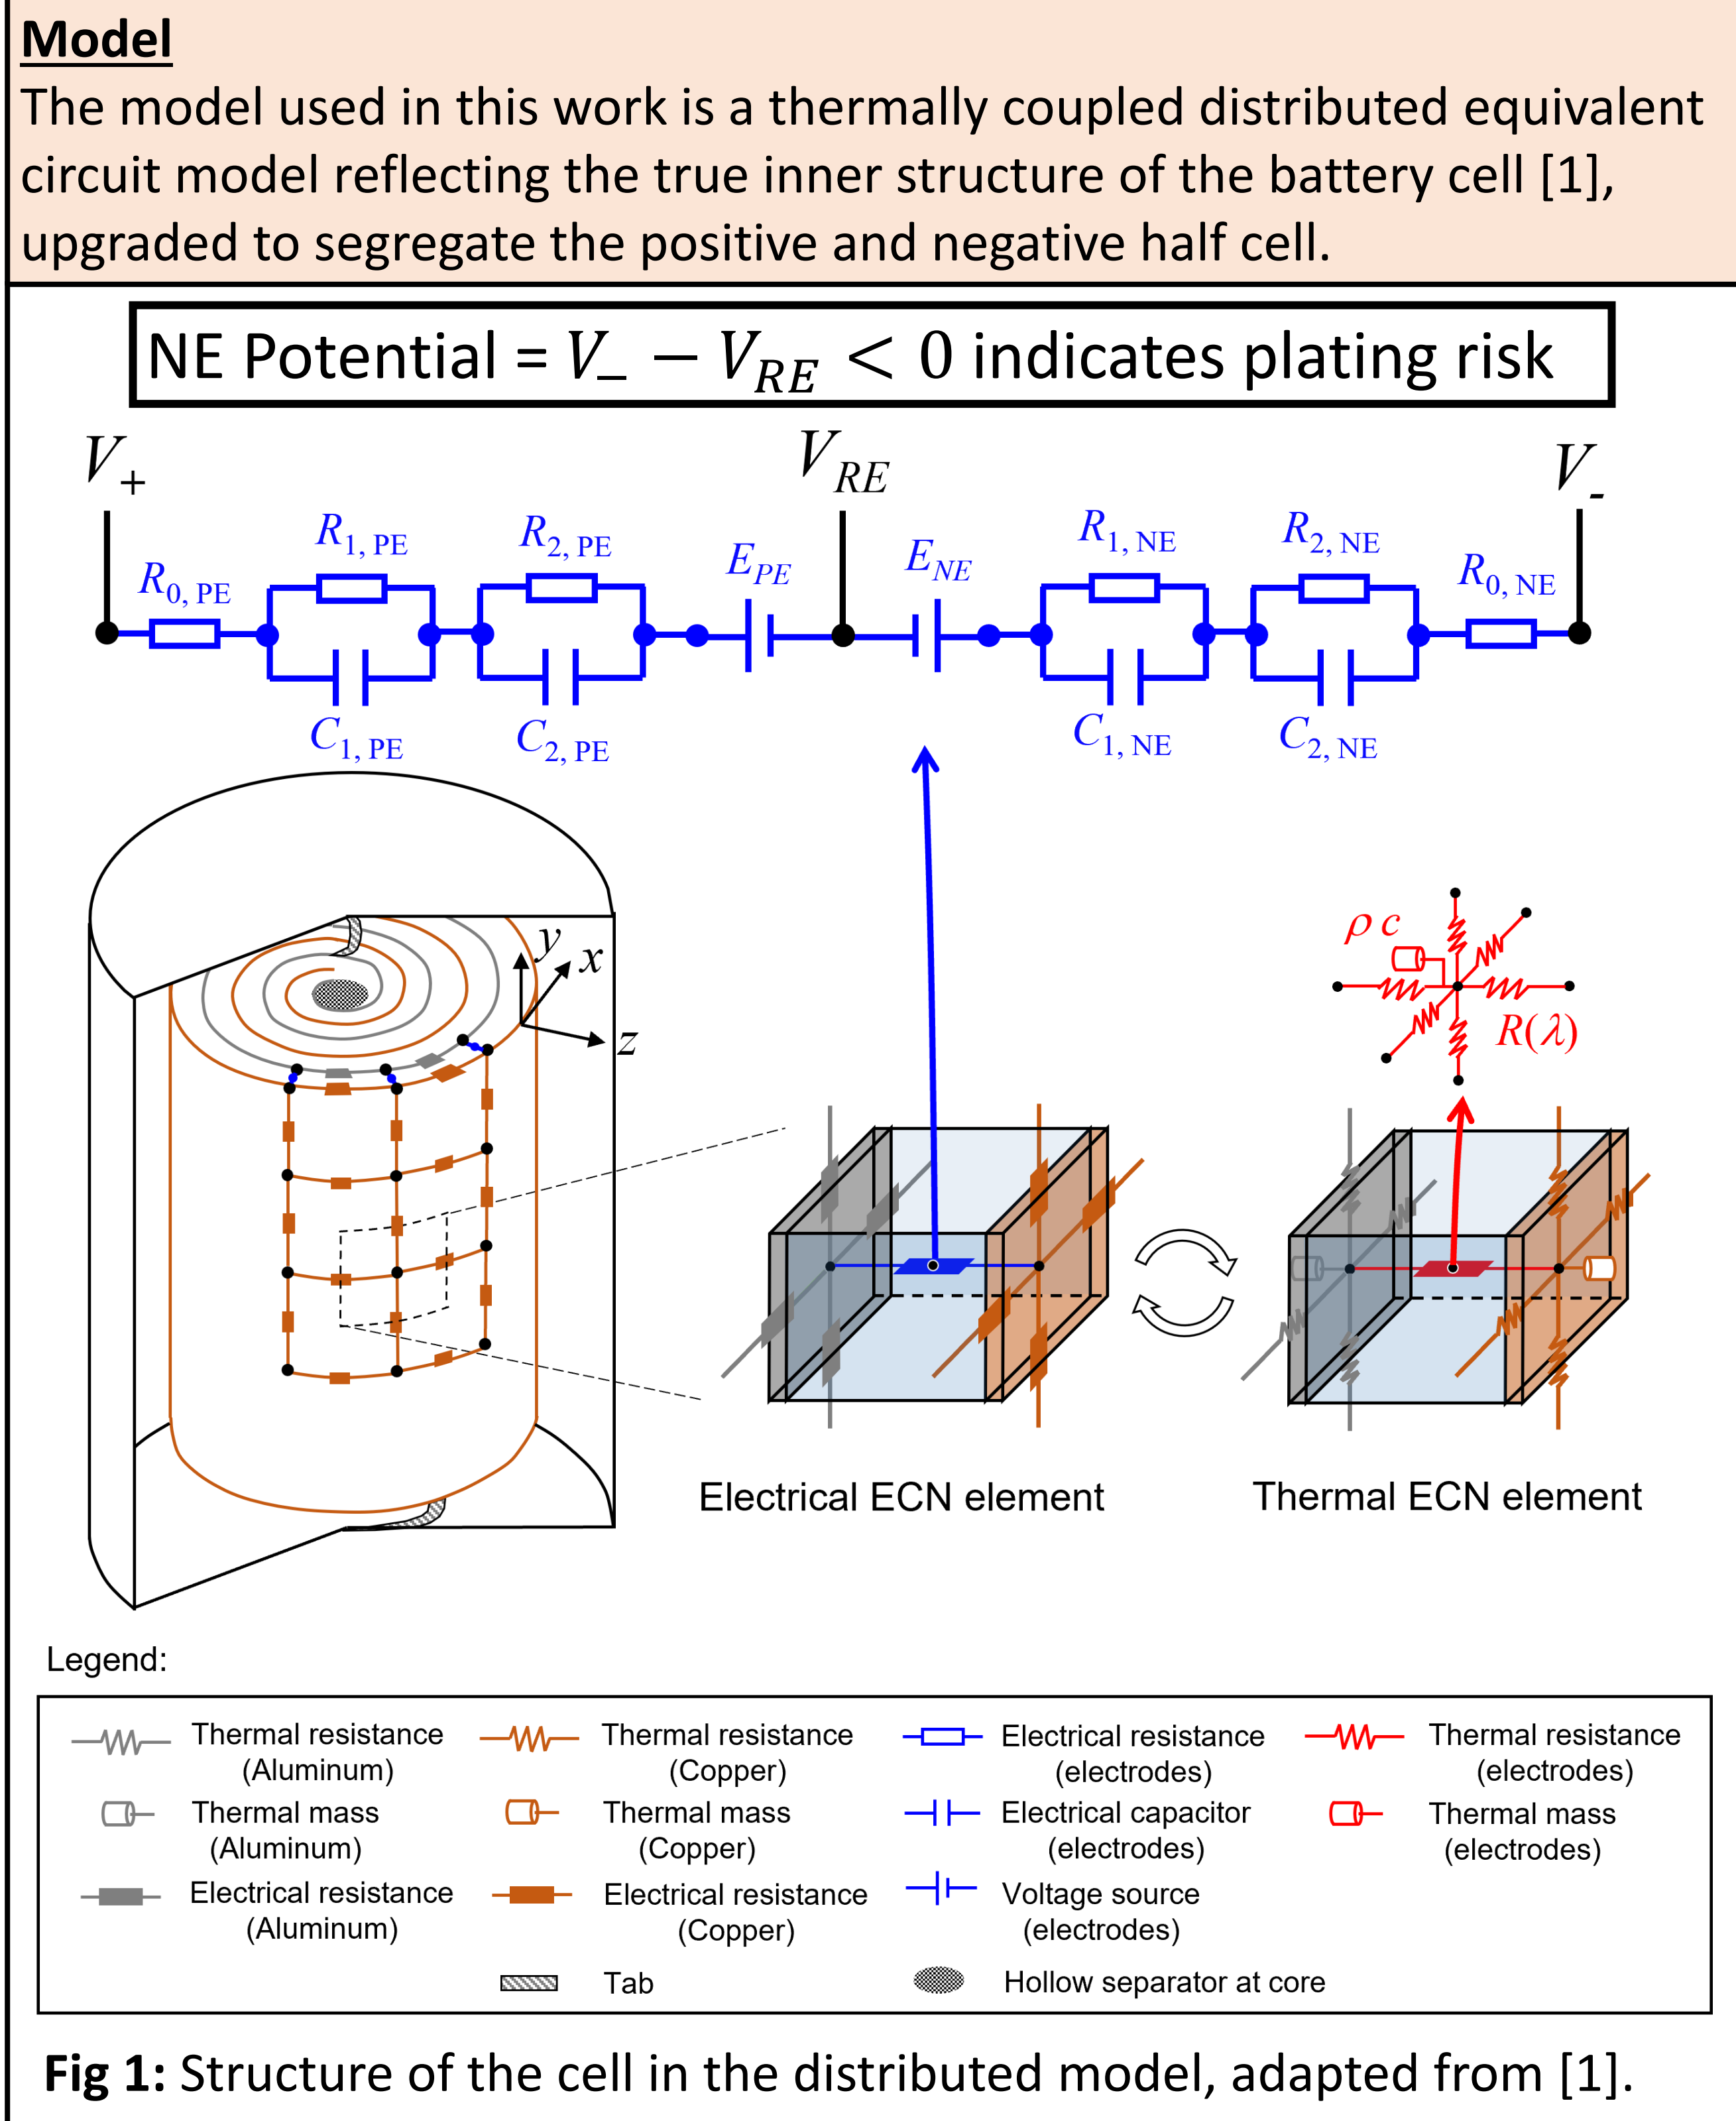 Model
The model used in this work is a thermally coupled distributed equivalent
circuit model reflecting the true inner structure of the battery cell [1],
upgraded to segregate the positive and negative half cell.
NE Potential = V₋ − V_RE < 0 indicates plating risk
V₊
V_RE
V₋
R₀, PE
R₁, PE
R₂, PE
E_PE
E_NE
R₁, NE
R₂, NE
R₀, NE
C₁, PE
C₂, PE
C₁, NE
C₂, NE
y
x
z
ρ c
R(λ)
Electrical ECN element
Thermal ECN element
Legend:
Thermal resistance
(Aluminum)
Thermal resistance
(Copper)
Electrical resistance
(electrodes)
Thermal resistance
(electrodes)
Thermal mass
(Aluminum)
Thermal mass
(Copper)
Electrical capacitor
(electrodes)
Thermal mass
(electrodes)
Electrical resistance
(Aluminum)
Electrical resistance
(Copper)
Voltage source
(electrodes)
Tab
Hollow separator at core
Fig 1: Structure of the cell in the distributed model, adapted from [1].